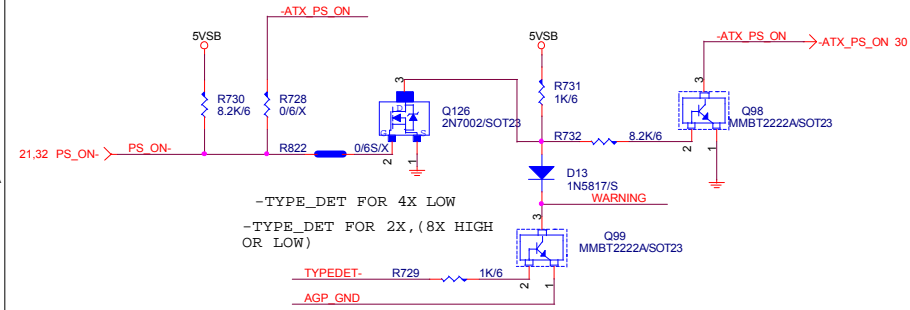 -ATX_PS_ON
5VSB
5VSB
-ATX_PS_ON
-ATX_PS_ON 30
R730
8.2K/6
R728
0/6/X
3
D
G
S
Q126
2N7002/SOT23
R731
1K/6
3
Q98
MMBT2222A/SOT23
R732
8.2K/6
2
1
21,32 PS_ON-
PS_ON-
R822
0/6S/X
2
1
D13
1N5817/S
WARNING
-TYPE_DET FOR 4X LOW
-TYPE_DET FOR 2X,(8X HIGH
OR LOW)
3
Q99
MMBT2222A/SOT23
TYPEDET-
R729
1K/6
2
1
AGP_GND